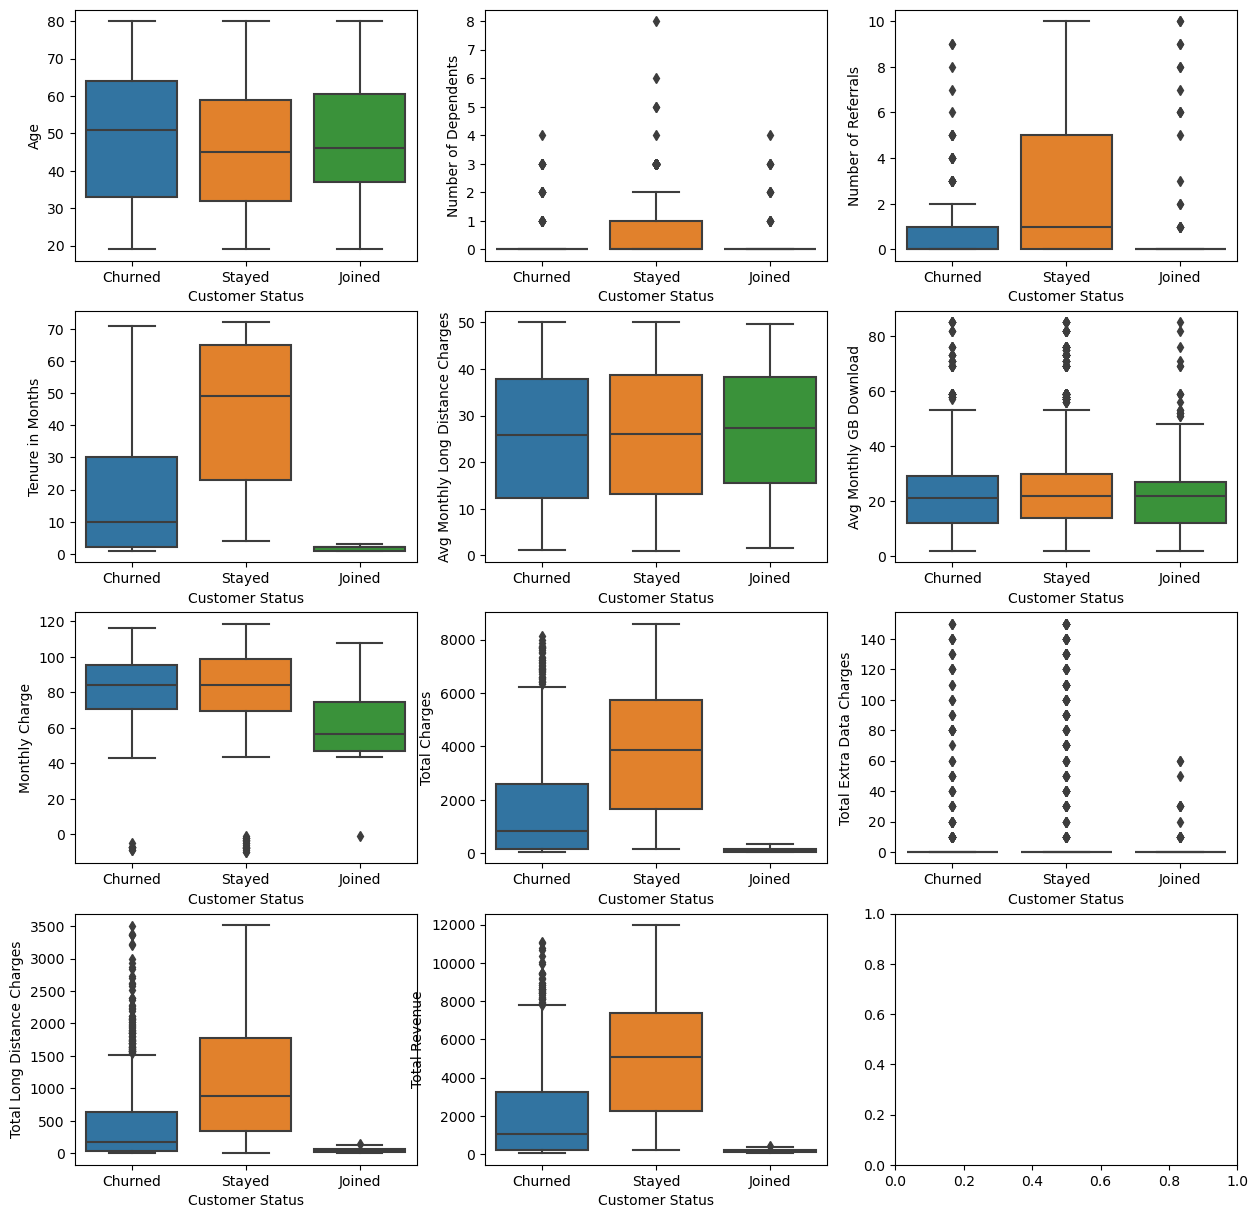 Age
80
70
60
50
40
30
20
Churned Stayed Joined
Customer Status
Number of Dependents
8
7
6
5
4
3
2
1
0
Churned Stayed Joined
Customer Status
Number of Referrals
10
8
6
4
2
0
Churned Stayed Joined
Customer Status
Tenure in Months
70
60
50
40
30
20
10
0
Churned Stayed Joined
Customer Status
Avg Monthly Long Distance Charges
50
40
30
20
10
0
Churned Stayed Joined
Customer Status
Avg Monthly GB Download
80
60
40
20
0
Churned Stayed Joined
Customer Status
Monthly Charge
120
100
80
60
40
20
0
Churned Stayed Joined
Customer Status
Total Charges
8000
6000
4000
2000
0
Churned Stayed Joined
Customer Status
Total Extra Data Charges
140
120
100
80
60
40
20
0
Churned Stayed Joined
Customer Status
Total Long Distance Charges
3500
3000
2500
2000
1500
1000
500
0
Churned Stayed Joined
Customer Status
Total Revenue
12000
10000
8000
6000
4000
2000
0
Churned Stayed Joined
Customer Status
1.0
0.8
0.6
0.4
0.2
0.0
0.0 0.2 0.4 0.6 0.8 1.0